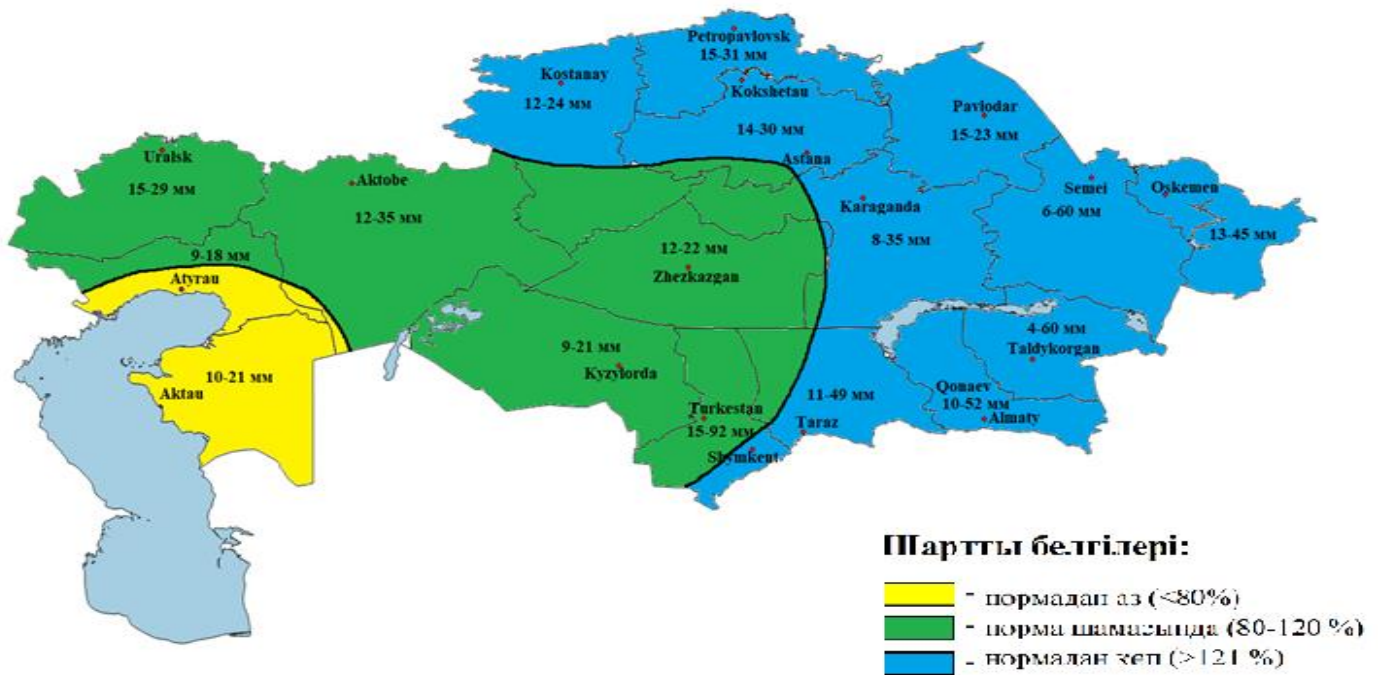 Petropavlovsk
15-31 мм
Kostanay
12-24 мм
Kokshetau
Pavlodar
15-23 мм
14-30 мм
Astana
Uralsk
15-29 мм
Aktobe
12-35 мм
Karaganda
8-35 мм
Semei
6-60 мм
Oskemen
13-45 мм
9-18 мм
Atyrau
12-22 мм
Zhezkazgan
10-21 мм
Aktau
9-21 мм
Kyzylorda
4-60 мм
Taldykorgan
Turkestan
15-92 мм
Shymkent
11-49 мм
Taraz
Qonaev
10-52 мм
Almaty
Шартты белгілері:
- нормадан аз (<80%)
- норма шамасында (80-120 %)
- нормадан көп (>121 %)